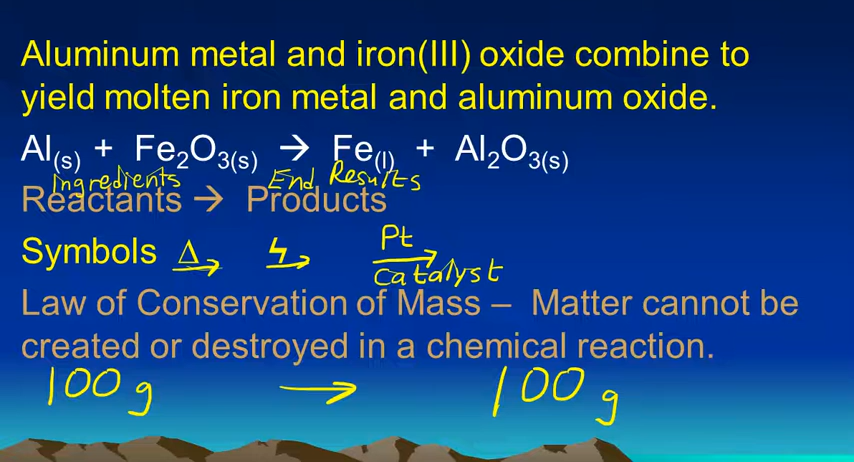 Aluminum metal and iron(III) oxide combine to
yield molten iron metal and aluminum oxide.
Al(s) + Fe2O3(s) → Fe(l) + Al2O3(s)
Ingredients End Results
Reactants → Products
Symbols Δ→ ϟ→ Pt→
catalyst
Law of Conservation of Mass – Matter cannot be
created or destroyed in a chemical reaction.
100g → 100g